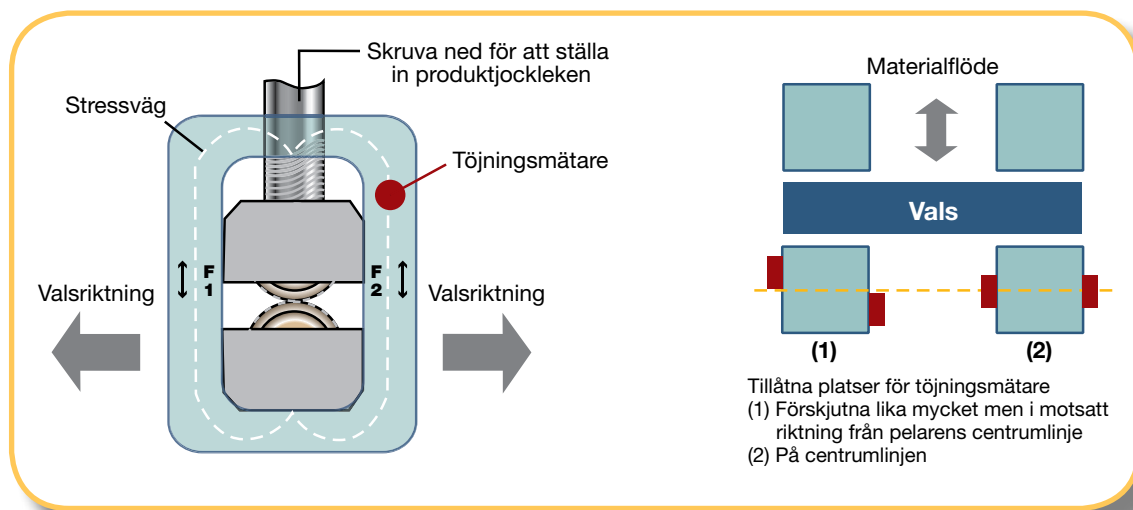 Skruva ned för att ställa
in produktjockleken
Stressväg
Töjningsmätare
F
1
F
2
Valsriktning
Valsriktning
Materialflöde
Vals
(1)
(2)
Tillåtna platser för töjningsmätare
(1) Förskjutna lika mycket men i motsatt
riktning från pelarens centrumlinje
(2) På centrumlinjen